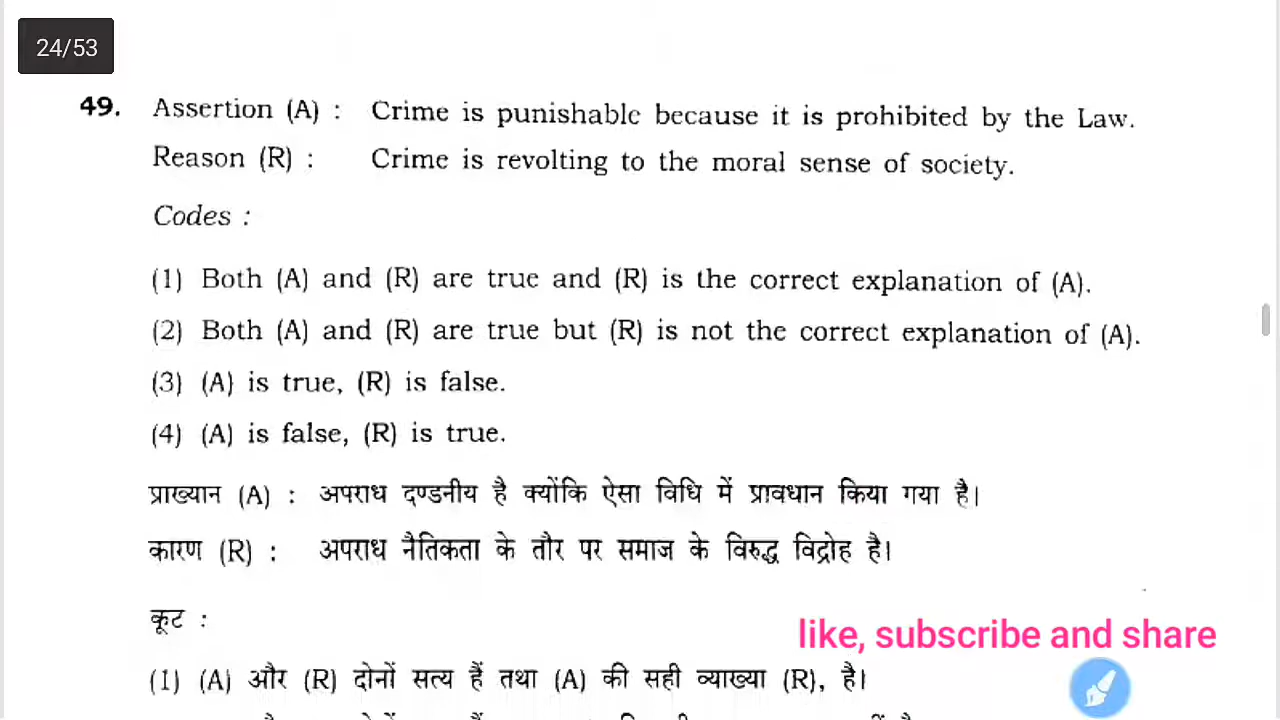 24/53
49. Assertion (A) : Crime is punishable because it is prohibited by the Law.
Reason (R) : Crime is revolting to the moral sense of society.
Codes :
(1) Both (A) and (R) are true and (R) is the correct explanation of (A).
(2) Both (A) and (R) are true but (R) is not the correct explanation of (A).
(3) (A) is true, (R) is false.
(4) (A) is false, (R) is true.
प्राख्यान (A) : अपराध दण्डनीय है क्योंकि ऐसा विधि में प्रावधान किया गया है।
कारण (R) : अपराध नैतिकता के तौर पर समाज के विरुद्ध विद्रोह है।
कूट :
like, subscribe and share
(1) (A) और (R) दोनों सत्य हैं तथा (A) की सही व्याख्या (R), है।